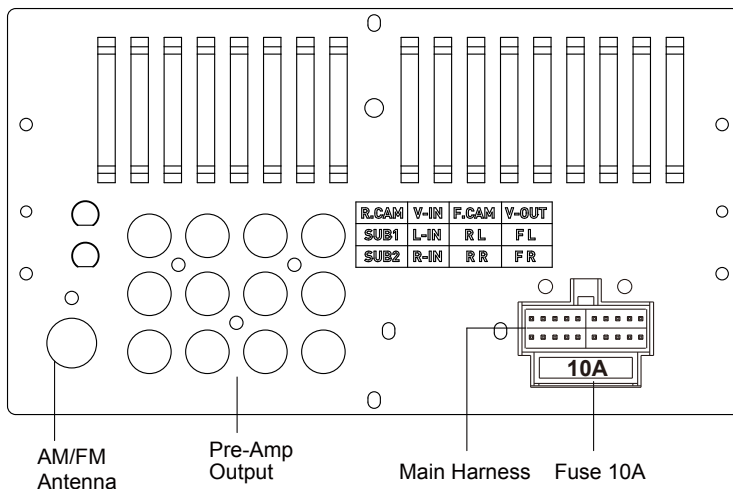 R.CAM V-IN F.CAM V-OUT
SUB1 L-IN R L F L
SUB2 R-IN R R F R
10A
AM/FM
Antenna
Pre-Amp
Output
Main Harness
Fuse 10A